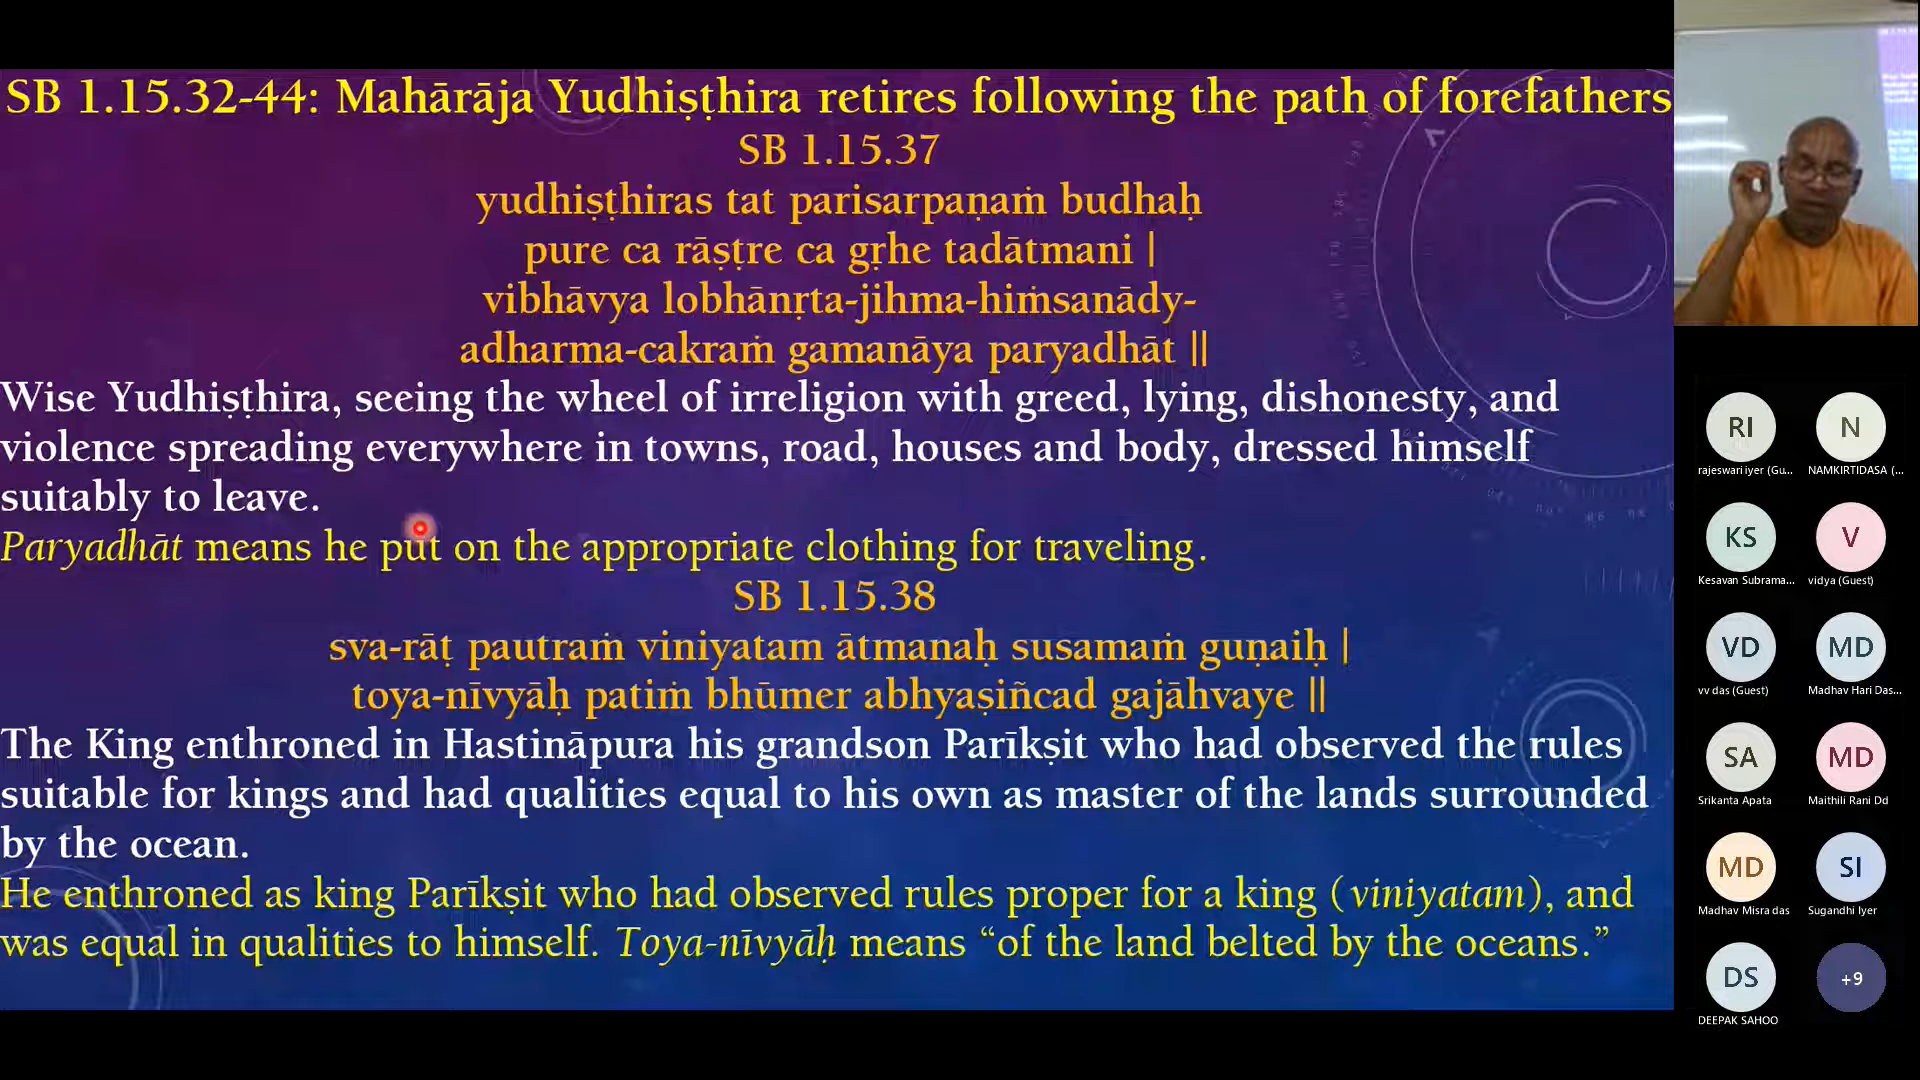 SB 1.15.32-44: Mahārāja Yudhiṣṭhira retires following the path of forefathers
SB 1.15.37
yudhiṣṭhiras tat parisarpaṇaṁ budhaḥ
pure ca rāṣṭre ca gṛhe tadātmani |
vibhāvya lobhānṛta-jihma-hiṁsanādy-
adharma-cakraṁ gamanāya paryadhāt ||
Wise Yudhiṣṭhira, seeing the wheel of irreligion with greed, lying, dishonesty, and
violence spreading everywhere in towns, road, houses and body, dressed himself
suitably to leave.
Paryadhāt means he put on the appropriate clothing for traveling.
SB 1.15.38
sva-rāṭ pautraṁ viniyatam ātmanaḥ susamaṁ guṇaiḥ |
toya-nīvyāḥ patiṁ bhūmer abhyaṣiñcad gajāhvaye ||
The King enthroned in Hastināpura his grandson Parīkṣit who had observed the rules
suitable for kings and had qualities equal to his own as master of the lands surrounded
by the ocean.
He enthroned as king Parīkṣit who had observed rules proper for a king (viniyatam), and
was equal in qualities to himself. Toya-nīvyāḥ means “of the land belted by the oceans.”
RI N
rajeswari iyer (Gu... NAMKIRTIDASA (...
KS V
Kesavan Subrama... vidya (Guest)
VD MD
vv das (Guest) Madhav Hari Das...
SA MD
Srikanta Apata Maithili Rani Dd
MD SI
Madhav Misra das Sugandhi Iyer
DS +9
DEEPAK SAHOO